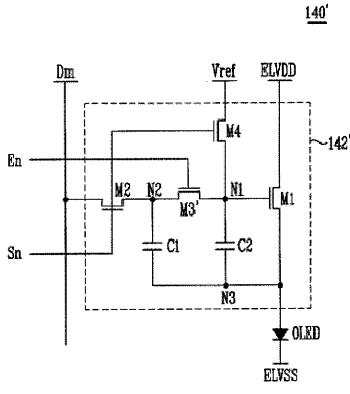 140'
Dm Vref ELVDD
M4
142'
En
M2 N2 N1 M1
M3'
Sn C1 C2
N3
OLED
ELVSS